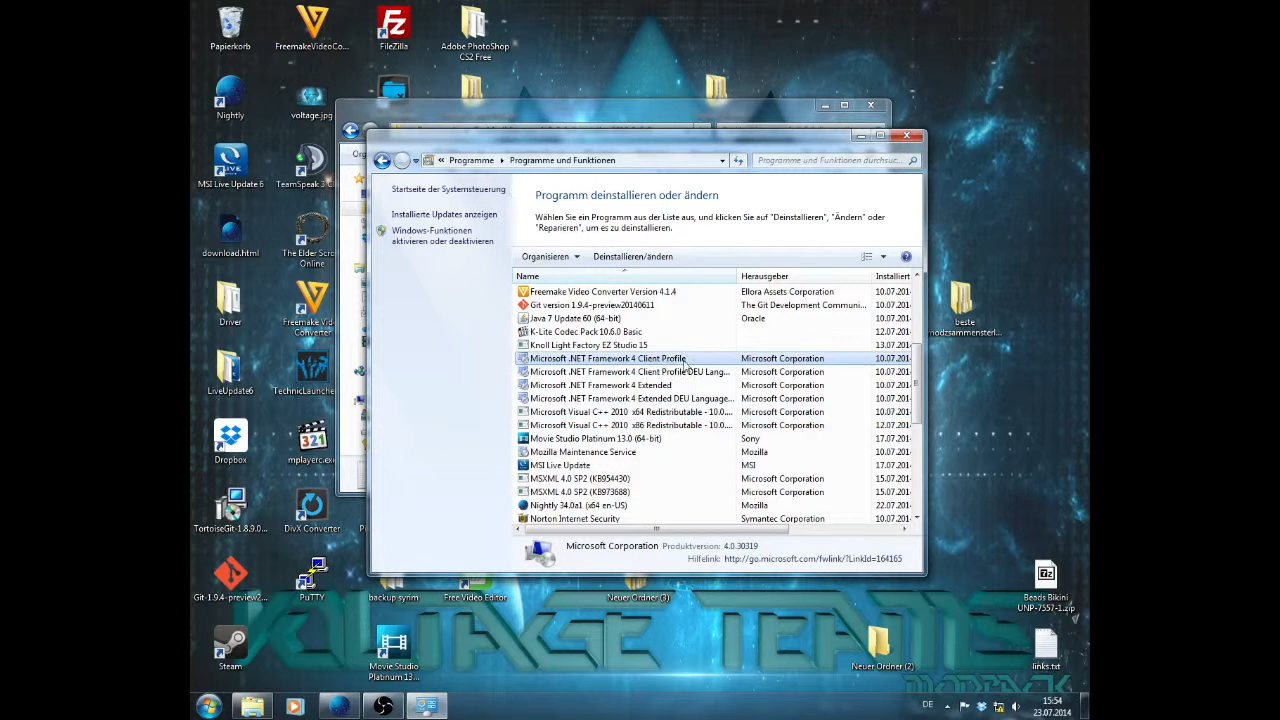 Papierkorb
FreemakeVideoCo...
FileZilla
Adobe PhotoShop
CS2 Free
Nightly
voltage.jpg
MSI Live Update 6
TeamSpeak 3
download.html
The Elder Scro
Online
Driver
Freemake Vid
Converter
LiveUpdate6
TechnicLaunche
Dropbox
mplayerc.exe
TortoiseGit-1.8.9.0...
DivX Converter
Git-1.9.4-preview2...
PuTTY
backup syrim
Free Video Editor
Neuer Ordner (3)
Steam
Movie Studio
Platinum 13...
beste
modzsammensterl...
Beads Bikini
UNP-7557-1.zip
Neuer Ordner (2)
links.txt
Org
« Programme Programme und Funktionen
Programme und Funktionen durchsuc...
Startseite der Systemsteuerung
Installierte Updates anzeigen
Windows-Funktionen
aktivieren oder deaktivieren
Programm deinstallieren oder ändern
Wählen Sie ein Programm aus der Liste aus, und klicken Sie auf "Deinstallieren", "Ändern" oder
"Reparieren", um es zu deinstallieren.
Organisieren Deinstallieren/ändern
Name Herausgeber Installiert
Freemake Video Converter Version 4.1.4 Ellora Assets Corporation 10.07.201
Git version 1.9.4-preview20140611 The Git Development Communi... 10.07.201
Java 7 Update 60 (64-bit) Oracle 10.07.201
K-Lite Codec Pack 10.6.0 Basic 12.07.201
Knoll Light Factory EZ Studio 15 13.07.201
Microsoft .NET Framework 4 Client Profile Microsoft Corporation 10.07.201
Microsoft .NET Framework 4 Client Profile DEU Lang... Microsoft Corporation 10.07.201
Microsoft .NET Framework 4 Extended Microsoft Corporation 10.07.201
Microsoft .NET Framework 4 Extended DEU Language... Microsoft Corporation 10.07.201
Microsoft Visual C++ 2010 x64 Redistributable - 10.0.... Microsoft Corporation 12.07.201
Microsoft Visual C++ 2010 x86 Redistributable - 10.0.... Microsoft Corporation 12.07.201
Movie Studio Platinum 13.0 (64-bit) Sony 17.07.201
Mozilla Maintenance Service Mozilla 10.07.201
MSI Live Update MSI 17.07.201
MSXML 4.0 SP2 (KB954430) Microsoft Corporation 15.07.201
MSXML 4.0 SP2 (KB973688) Microsoft Corporation 15.07.201
Nightly 34.0a1 (x64 en-US) Mozilla 22.07.201
Norton Internet Security Symantec Corporation 10.07.201
Microsoft Corporation Produktversion: 4.0.30319
Hilfelink: http://go.microsoft.com/fwlink/?LinkId=164165
MODPACK
DE
15:54
23.07.2014